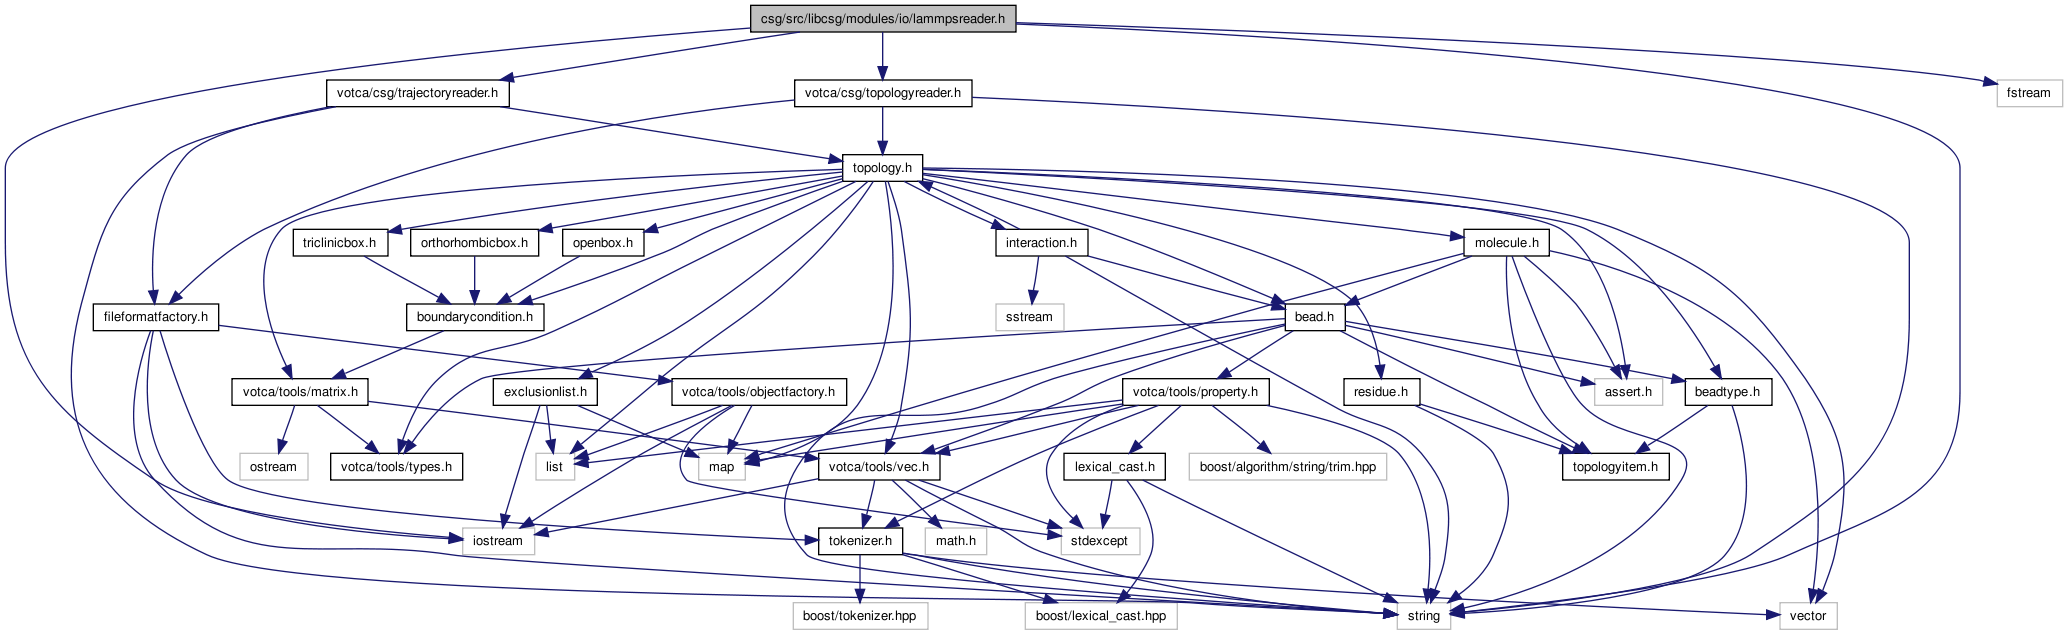 csg/src/libcsg/modules/io/lammpsreader.h
votca/csg/trajectoryreader.h
votca/csg/topologyreader.h
fstream
topology.h
triclinicbox.h
orthorhombicbox.h
openbox.h
interaction.h
molecule.h
fileformatfactory.h
boundarycondition.h
sstream
bead.h
votca/tools/matrix.h
exclusionlist.h
votca/tools/objectfactory.h
votca/tools/property.h
residue.h
assert.h
beadtype.h
ostream
votca/tools/types.h
list
map
votca/tools/vec.h
lexical_cast.h
boost/algorithm/string/trim.hpp
topologyitem.h
iostream
tokenizer.h
math.h
stdexcept
boost/tokenizer.hpp
boost/lexical_cast.hpp
string
vector